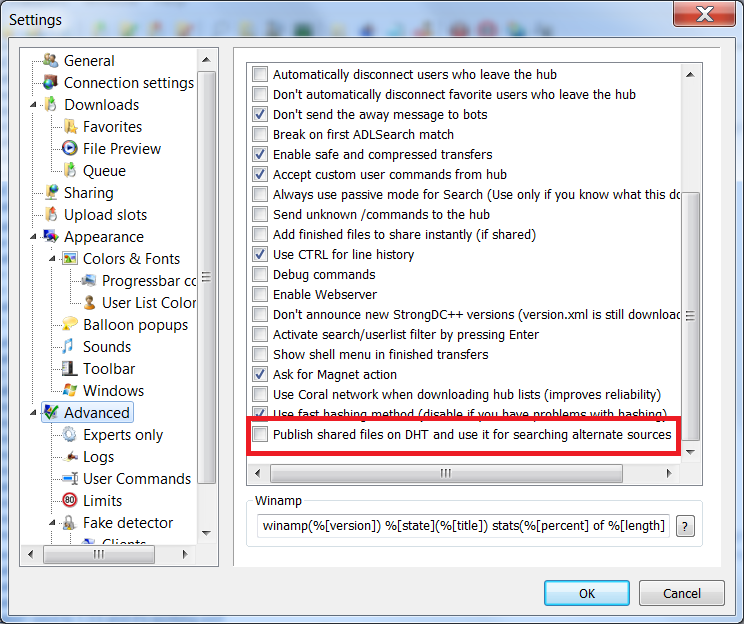 Settings
General
Connection settings
Downloads
Favorites
File Preview
Queue
Sharing
Upload slots
Appearance
Colors & Fonts
Progressbar co
User List Color
Balloon popups
Sounds
Toolbar
Windows
Advanced
Experts only
Logs
User Commands
Limits
Fake detector
Clients
Automatically disconnect users who leave the hub
Don't automatically disconnect favorite users who leave the hub
Don't send the away message to bots
Break on first ADLSearch match
Enable safe and compressed transfers
Accept custom user commands from hub
Always use passive mode for Search (Use only if you know what this do
Send unknown /commands to the hub
Add finished files to share instantly (if shared)
Use CTRL for line history
Debug commands
Enable Webserver
Don't announce new StrongDC++ versions (version.xml is still download
Activate search/userlist filter by pressing Enter
Show shell menu in finished transfers
Ask for Magnet action
Use Coral network when downloading hub lists (improves reliability)
Use fast hashing method (disable if you have problems with hashing)
Publish shared files on DHT and use it for searching alternate sources
Winamp
winamp(%[version]) %[state](%[title]) stats(%[percent] of %[length]
?
OK
Cancel